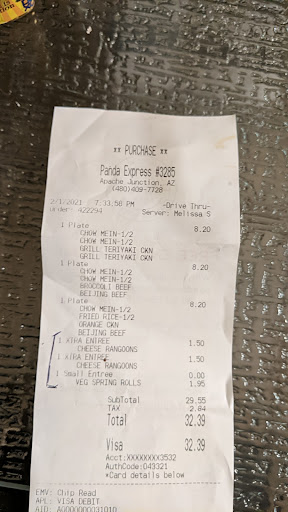 ** PURCHASE **
Panda Express #3285
Apache Junction, AZ
(480)409-7728
2/1/2021 7:33:58 PM -Drive Thru-
Order: 422294 Server: Melissa S
1 Plate 8.20
CHOW MEIN-1/2
CHOW MEIN-1/2
GRILL TERIYAKI CKN
GRILL TERIYAKI CKN
1 Plate 8.20
CHOW MEIN-1/2
CHOW MEIN-1/2
BROCCOLI BEEF
BEIJING BEEF
1 Plate 8.20
CHOW MEIN-1/2
FRIED RICE-1/2
ORANGE CKN
BEIJING BEEF
1 XTRA ENTREE 1.50
CHEESE RANGOONS
1 XTRA ENTREE 1.50
CHEESE RANGOONS
1 Small Entree 0.00
VEG SPRING ROLLS 1.95
SubTotal 29.55
TAX 2.84
Total 32.39
Visa 32.39
Acct:XXXXXXXX3532
AuthCode:043321
*Card details below
EMV: Chip Read
APL: VISA DEBIT
AID: A0000000031010